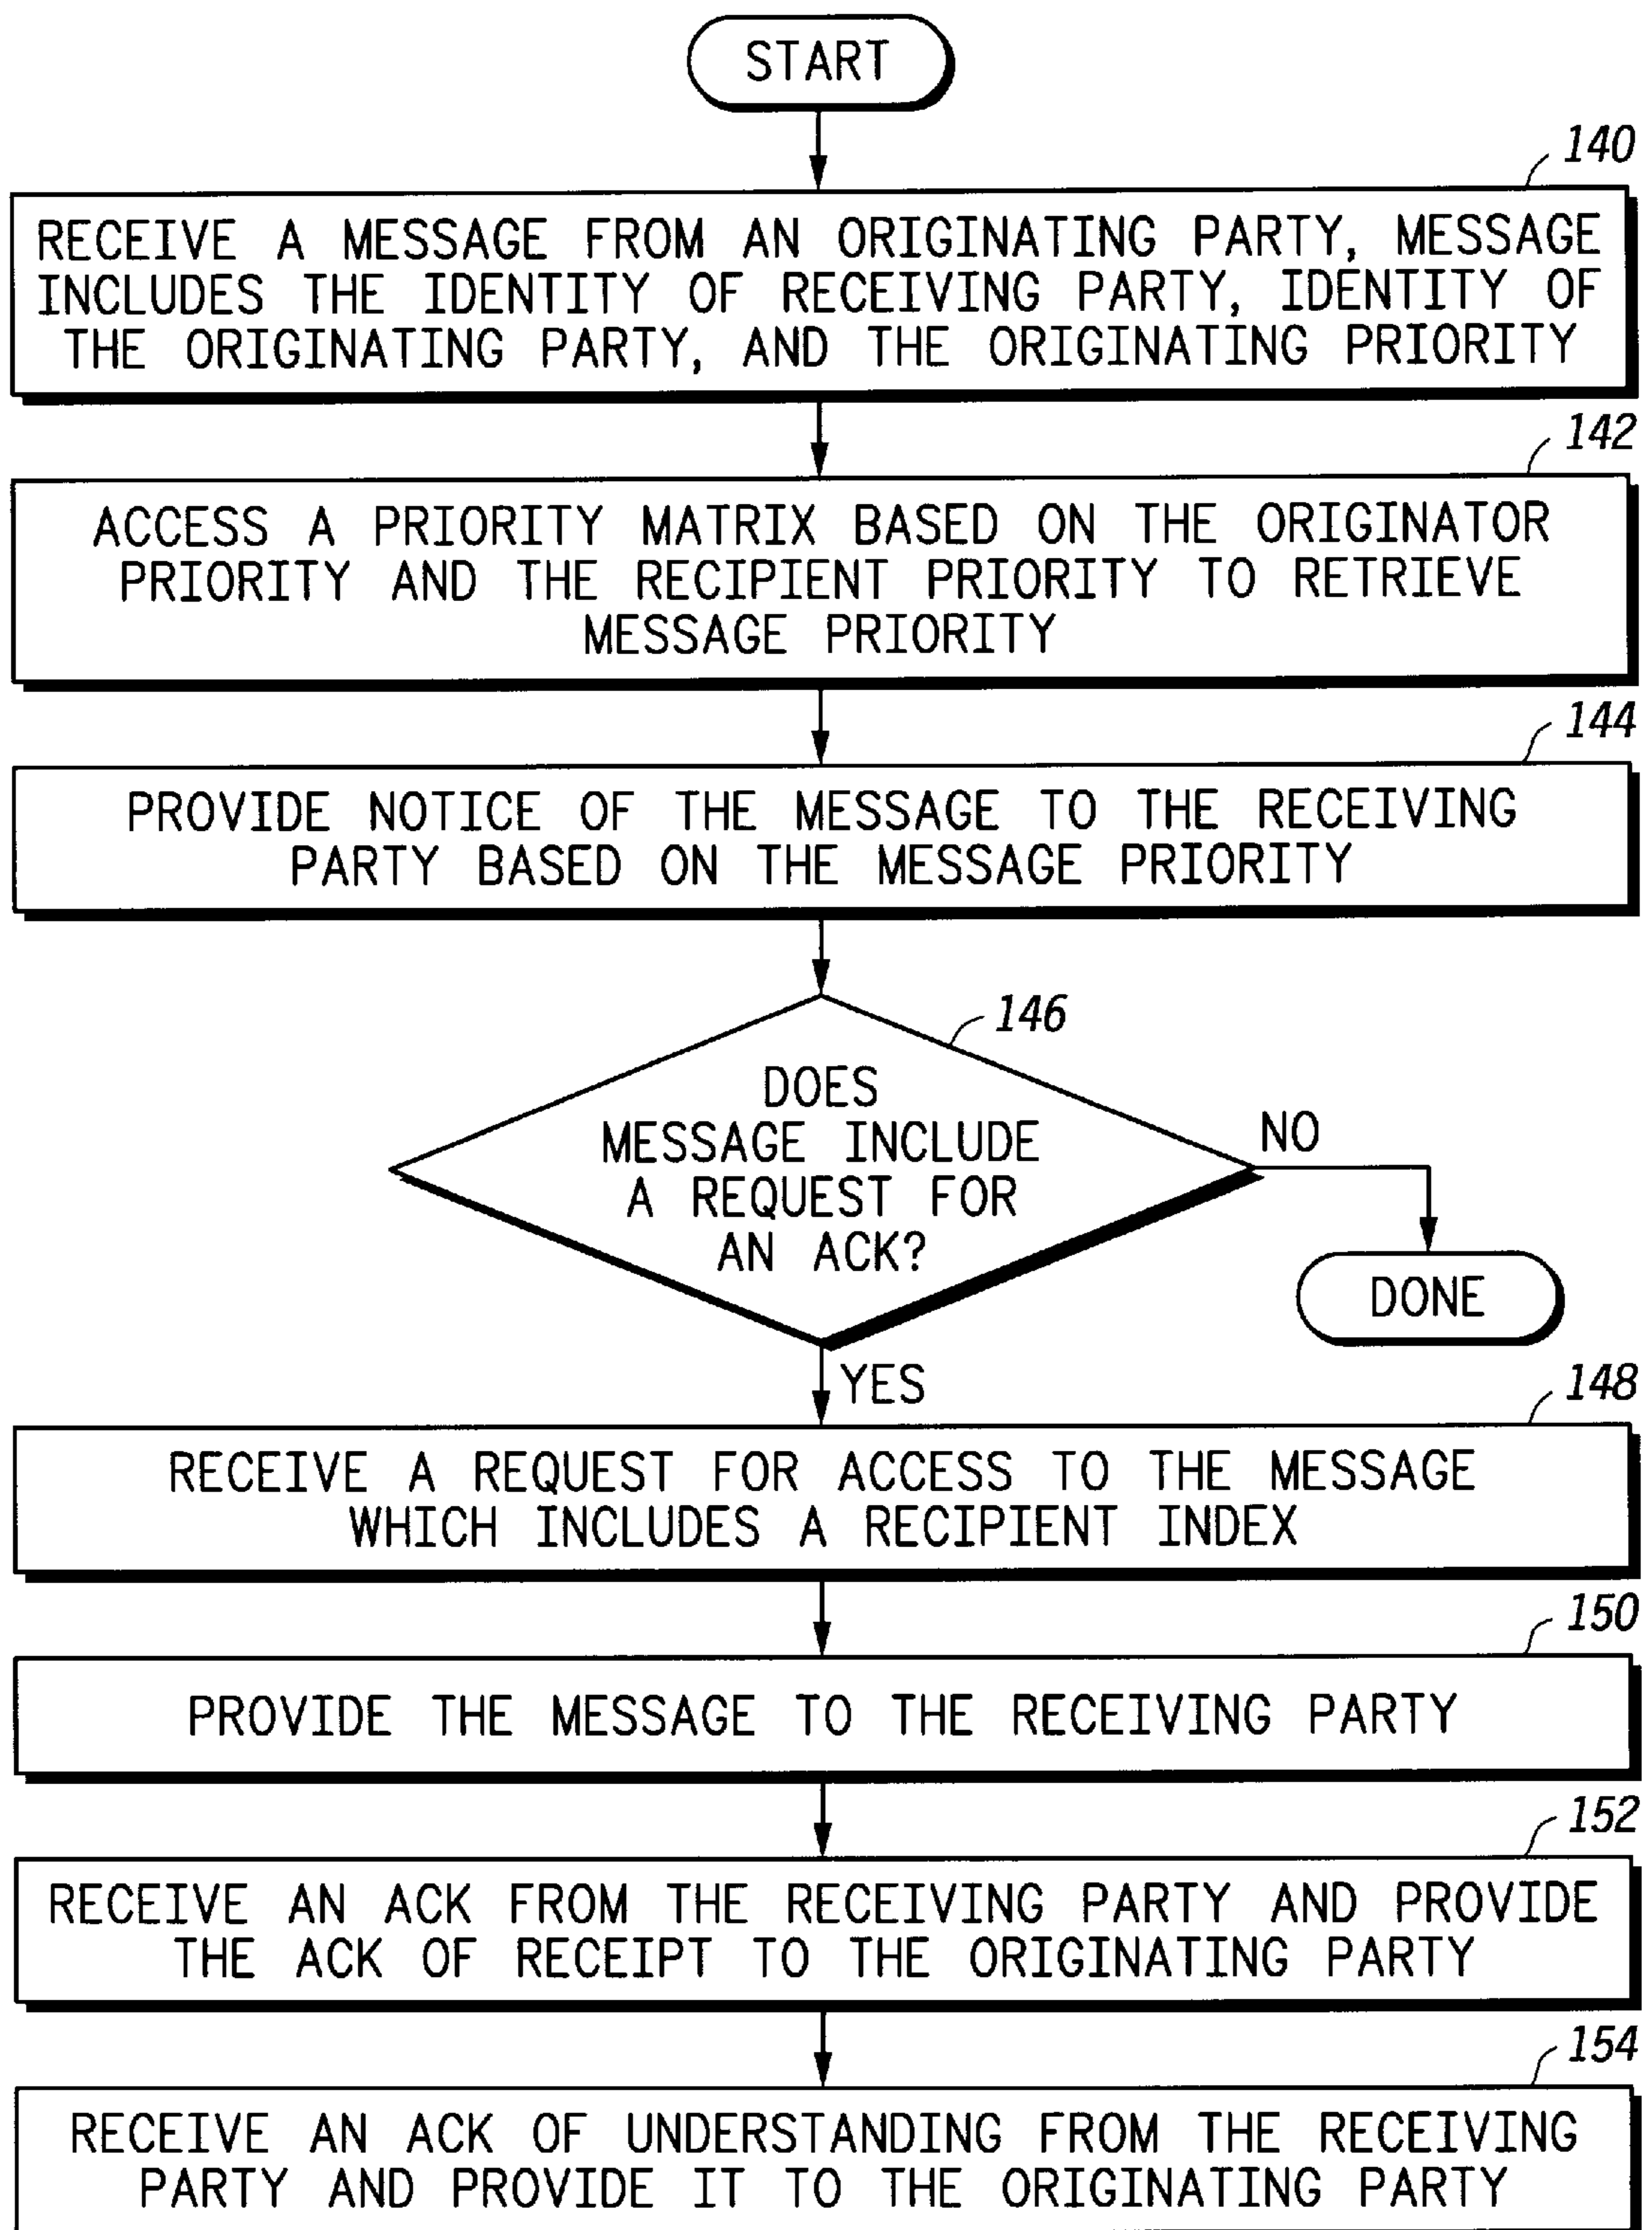 START
140
RECEIVE A MESSAGE FROM AN ORIGINATING PARTY, MESSAGE
INCLUDES THE IDENTITY OF RECEIVING PARTY, IDENTITY OF
THE ORIGINATING PARTY, AND THE ORIGINATING PRIORITY
142
ACCESS A PRIORITY MATRIX BASED ON THE ORIGINATOR
PRIORITY AND THE RECIPIENT PRIORITY TO RETRIEVE
MESSAGE PRIORITY
144
PROVIDE NOTICE OF THE MESSAGE TO THE RECEIVING
PARTY BASED ON THE MESSAGE PRIORITY
146
DOES
MESSAGE INCLUDE
A REQUEST FOR
AN ACK?
NO
DONE
YES
148
RECEIVE A REQUEST FOR ACCESS TO THE MESSAGE
WHICH INCLUDES A RECIPIENT INDEX
150
PROVIDE THE MESSAGE TO THE RECEIVING PARTY
152
RECEIVE AN ACK FROM THE RECEIVING PARTY AND PROVIDE
THE ACK OF RECEIPT TO THE ORIGINATING PARTY
154
RECEIVE AN ACK OF UNDERSTANDING FROM THE RECEIVING
PARTY AND PROVIDE IT TO THE ORIGINATING PARTY